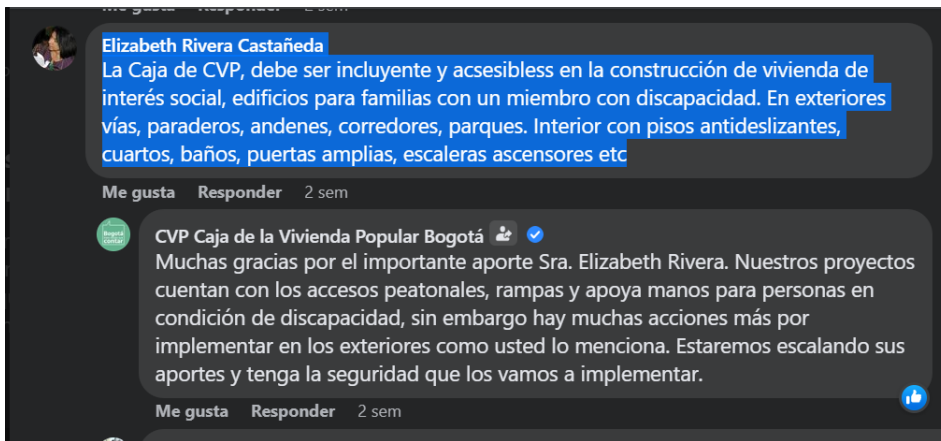 Elizabeth Rivera Castañeda
La Caja de CVP, debe ser incluyente y acsesibless en la construcción de vivienda de
interés social, edificios para familias con un miembro con discapacidad. En exteriores
vías, paraderos, andenes, corredores, parques. Interior con pisos antideslizantes,
cuartos, baños, puertas amplias, escaleras ascensores etc
Me gusta Responder 2 sem
CVP Caja de la Vivienda Popular Bogotá
Muchas gracias por el importante aporte Sra. Elizabeth Rivera. Nuestros proyectos
cuentan con los accesos peatonales, rampas y apoya manos para personas en
condición de discapacidad, sin embargo hay muchas acciones más por
implementar en los exteriores como usted lo menciona. Estaremos escalando sus
aportes y tenga la seguridad que los vamos a implementar.
Me gusta Responder 2 sem